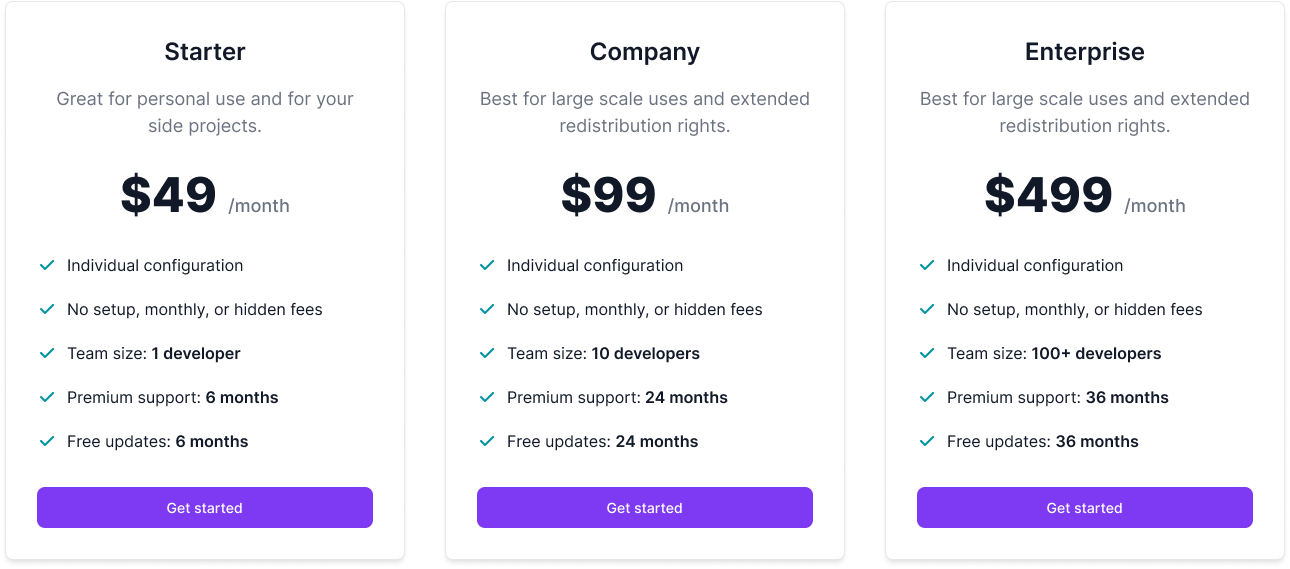 Starter
Great for personal use and for your
side projects.
$49 /month
Individual configuration
No setup, monthly, or hidden fees
Team size: 1 developer
Premium support: 6 months
Free updates: 6 months
Get started
Company
Best for large scale uses and extended
redistribution rights.
$99 /month
Individual configuration
No setup, monthly, or hidden fees
Team size: 10 developers
Premium support: 24 months
Free updates: 24 months
Get started
Enterprise
Best for large scale uses and extended
redistribution rights.
$499 /month
Individual configuration
No setup, monthly, or hidden fees
Team size: 100+ developers
Premium support: 36 months
Free updates: 36 months
Get started